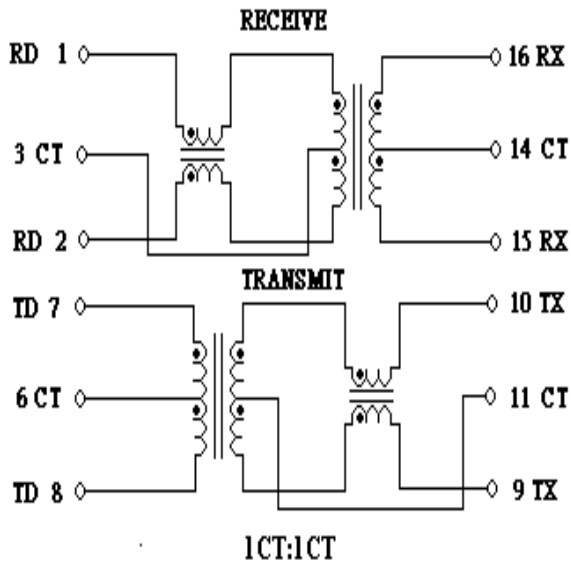 RECEIVE
RD 1
16 RX
3 CT
14 CT
RD 2
15 RX
TRANSMIT
TD 7
10 TX
6 CT
11 CT
TD 8
9 TX
1CT:1CT